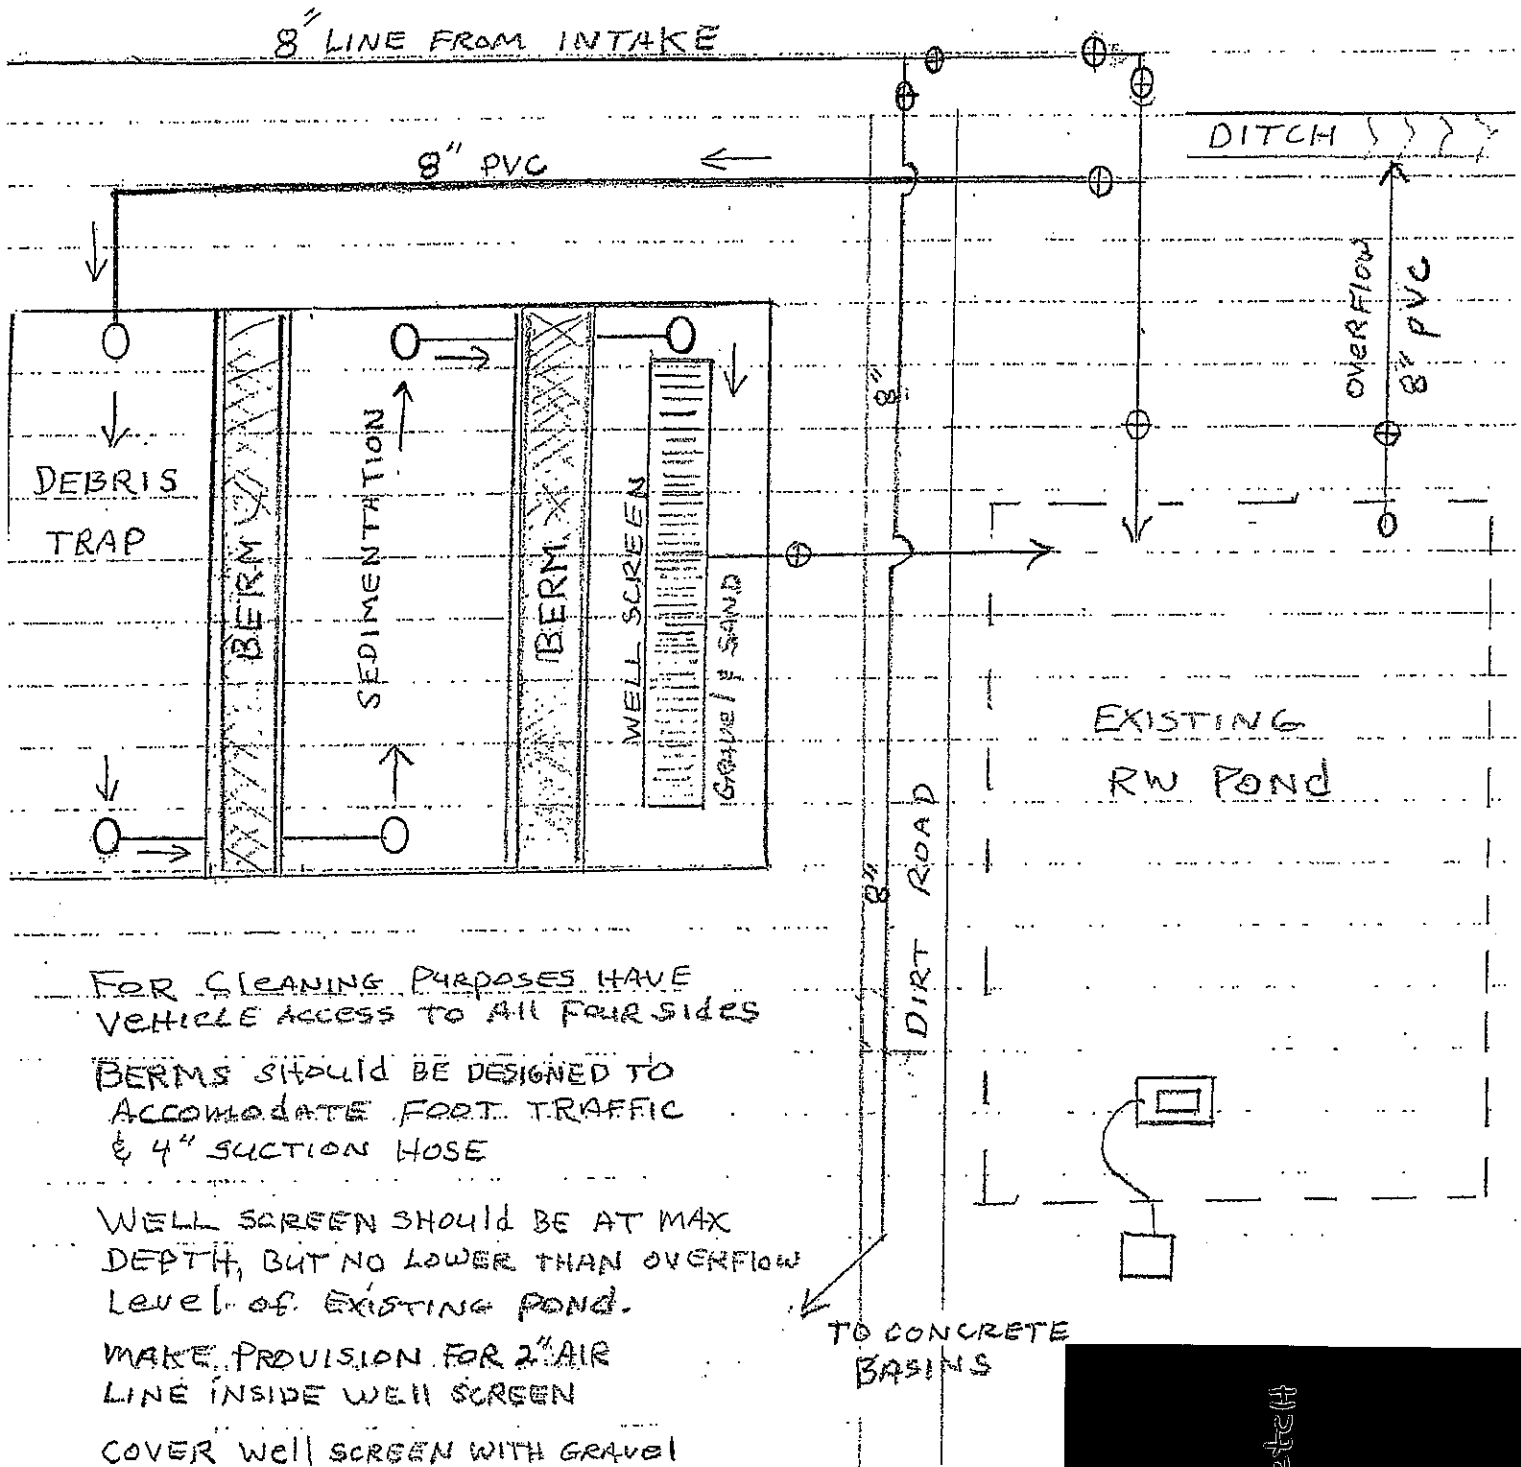 8" LINE FROM INTAKE
DITCH
8" PVC
OVERFLOW
8" PVC
8"
DEBRIS
TRAP
BERM
SEDIMENTATION
BERM
WELL SCREEN
GRAVEL & SAND
EXISTING
RW POND
8"
DIRT ROAD
FOR CLEANING PURPOSES HAVE
VEHICLE ACCESS TO All FOUR SIdES
BERMS SHOULd BE DESIGNED TO
ACCOMOdATE FOOT TRAFFIC
& 4" SUCTION HOSE
WELL SCREEN SHOULd BE AT MAX
DEPTH, BUT NO LOWER THAN OVERFLOW
Level of EXISTING PONd.
MAKE PROVISION FOR 2" AIR
LINE INSIDE WEll SCREEN
COVER Well SCREEN WITH GRAVel
TO CONCRETE
BASINS